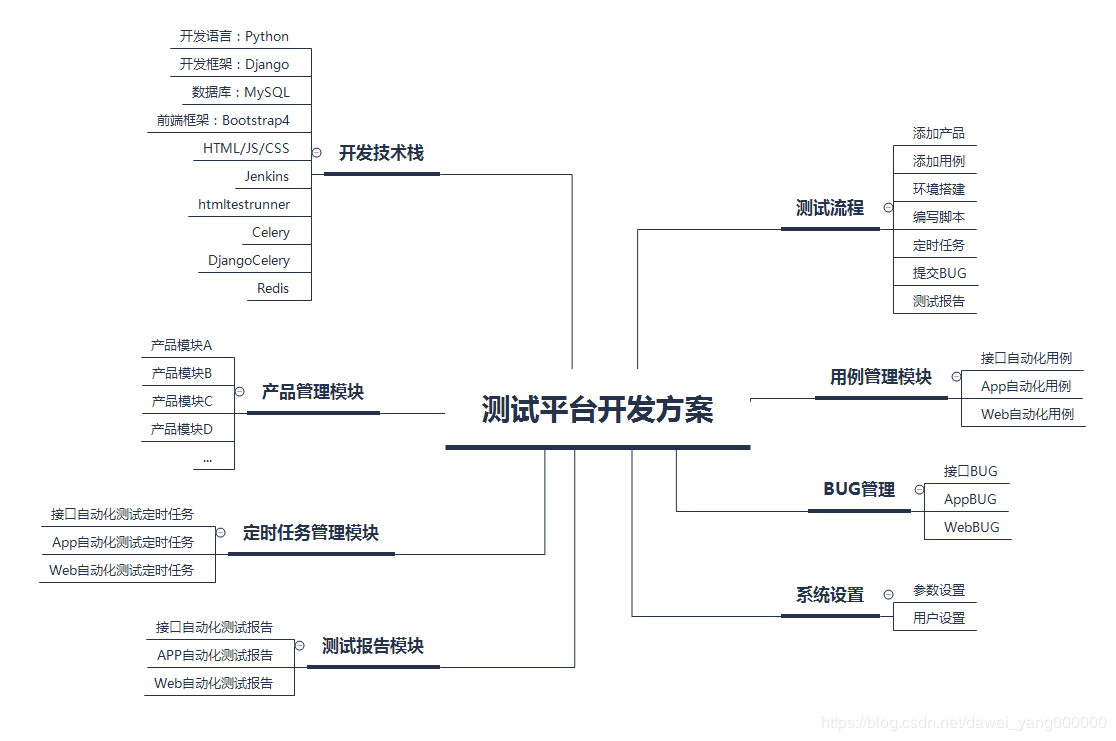 测试平台开发方案
开发技术栈
开发语言：Python
开发框架：Django
数据库：MySQL
前端框架：Bootstrap4
HTML/JS/CSS
Jenkins
htmltestrunner
Celery
DjangoCelery
Redis
产品管理模块
产品模块A
产品模块B
产品模块C
产品模块D
...
定时任务管理模块
接口自动化测试定时任务
App自动化测试定时任务
Web自动化测试定时任务
测试报告模块
接口自动化测试报告
APP自动化测试报告
Web自动化测试报告
测试流程
添加产品
添加用例
环境搭建
编写脚本
定时任务
提交BUG
测试报告
用例管理模块
接口自动化用例
App自动化用例
Web自动化用例
BUG管理
接口BUG
AppBUG
WebBUG
系统设置
参数设置
用户设置
https://blog.csdn.net/dawei_yang000000